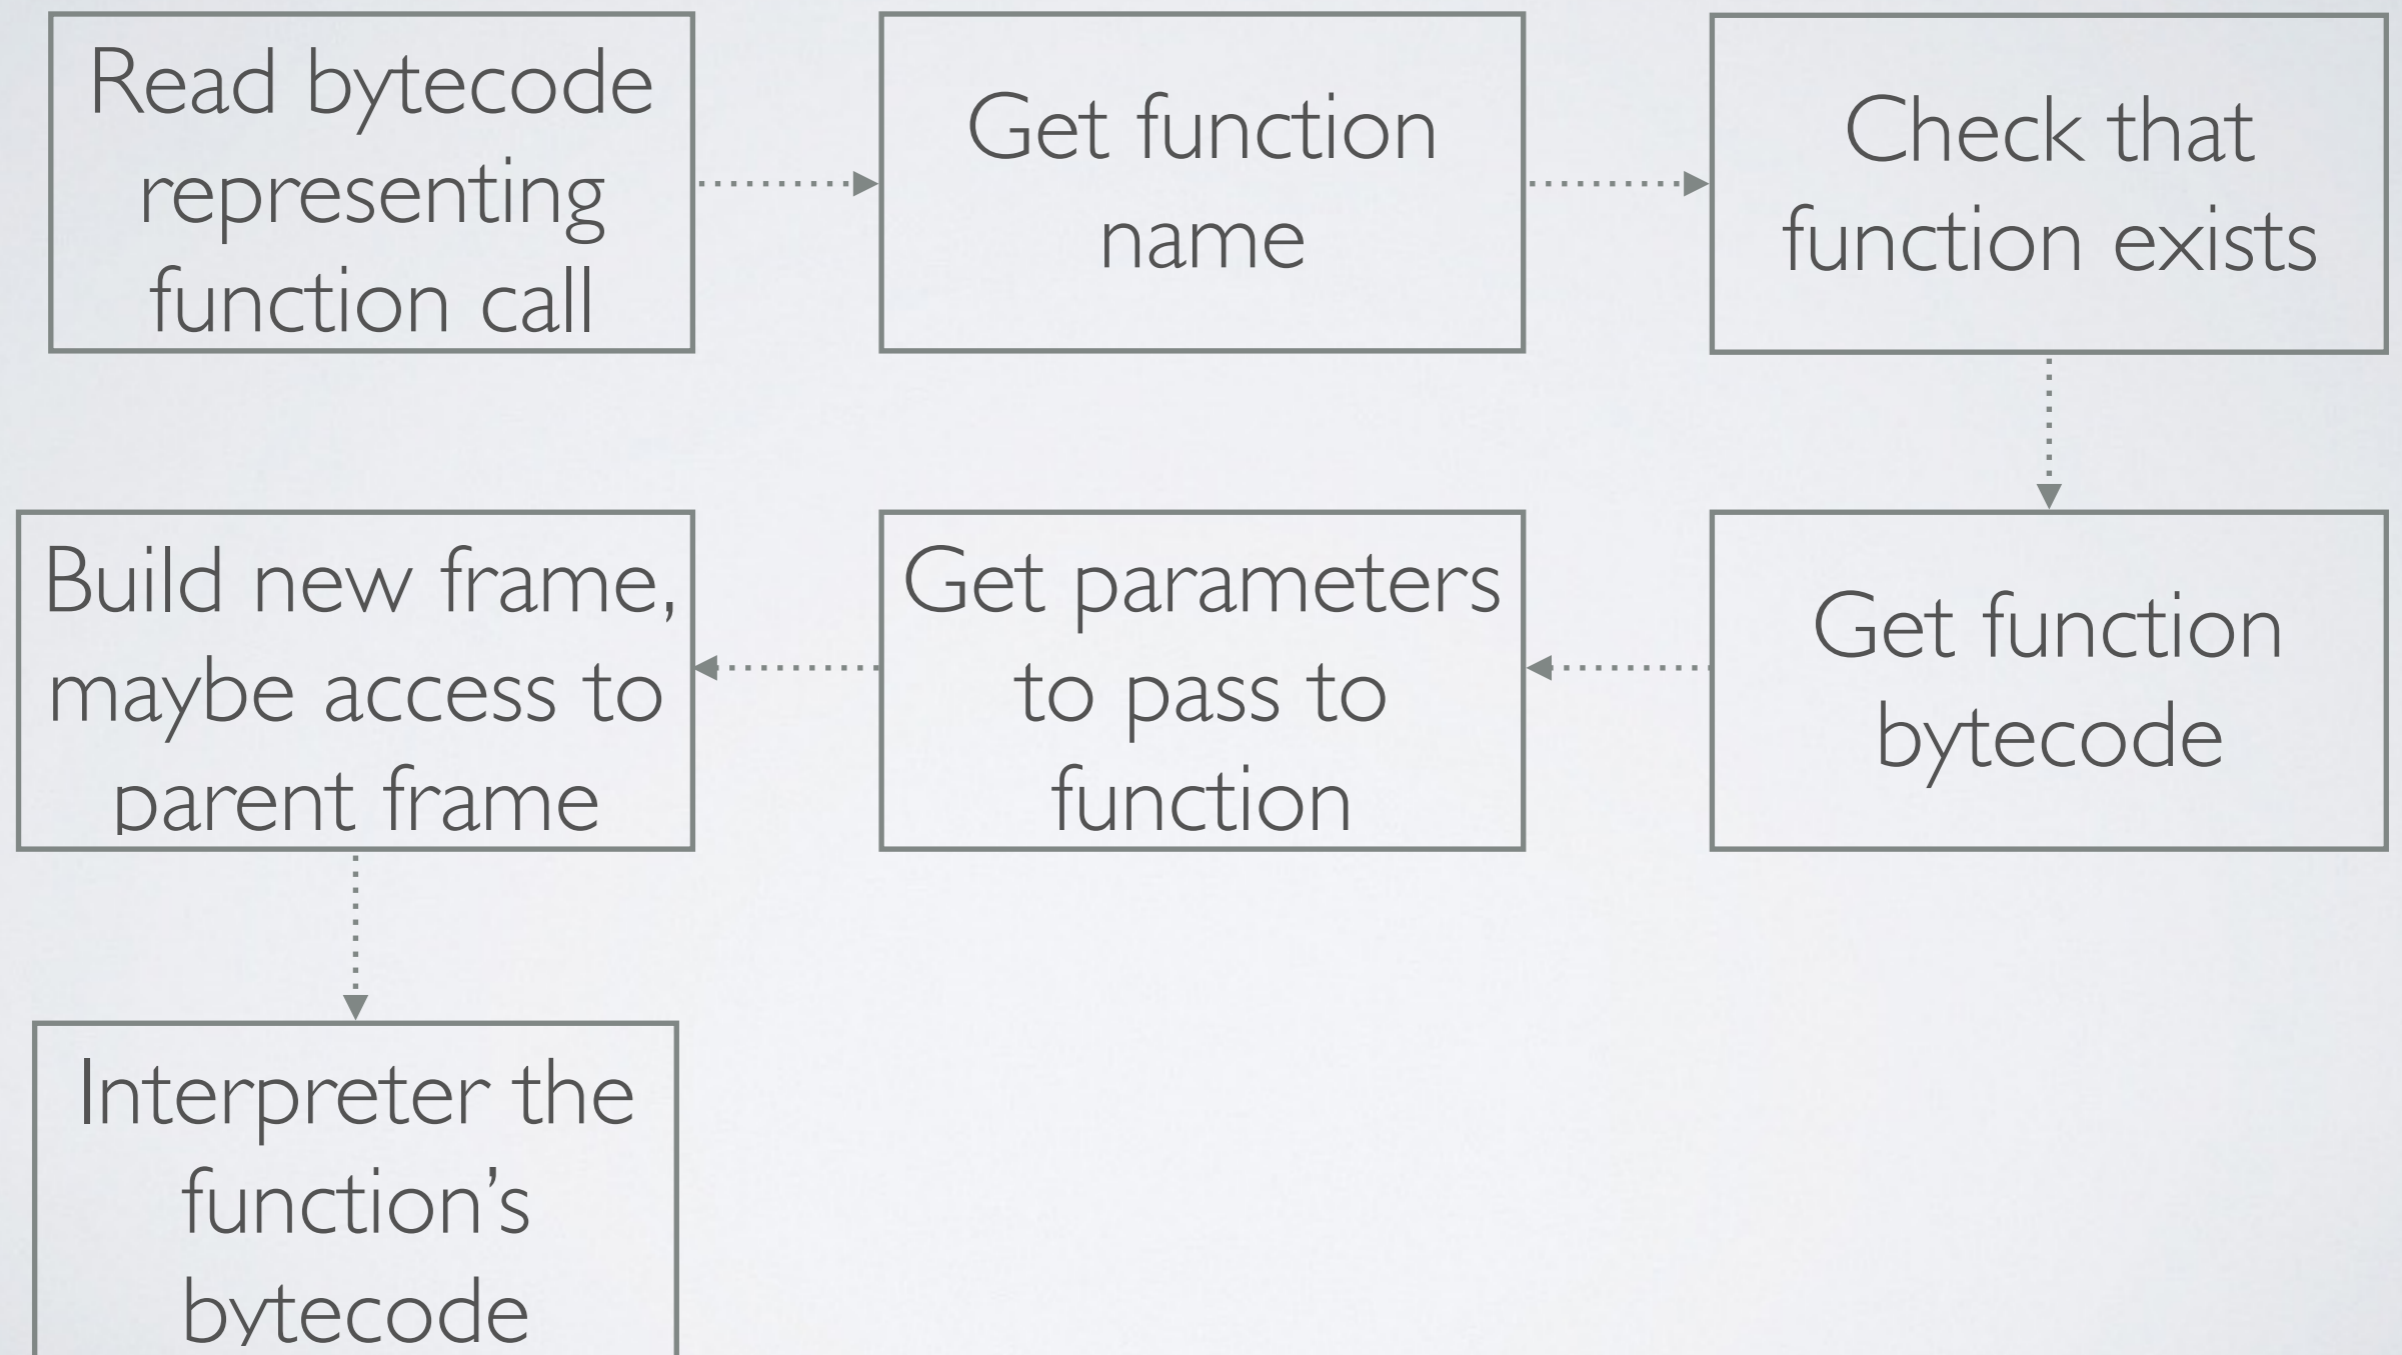 Read bytecode
representing
function call
Get function
name
Check that
function exists
Get function
bytecode
Get parameters
to pass to
function
Build new frame,
maybe access to
parent frame
Interpreter the
function’s
bytecode